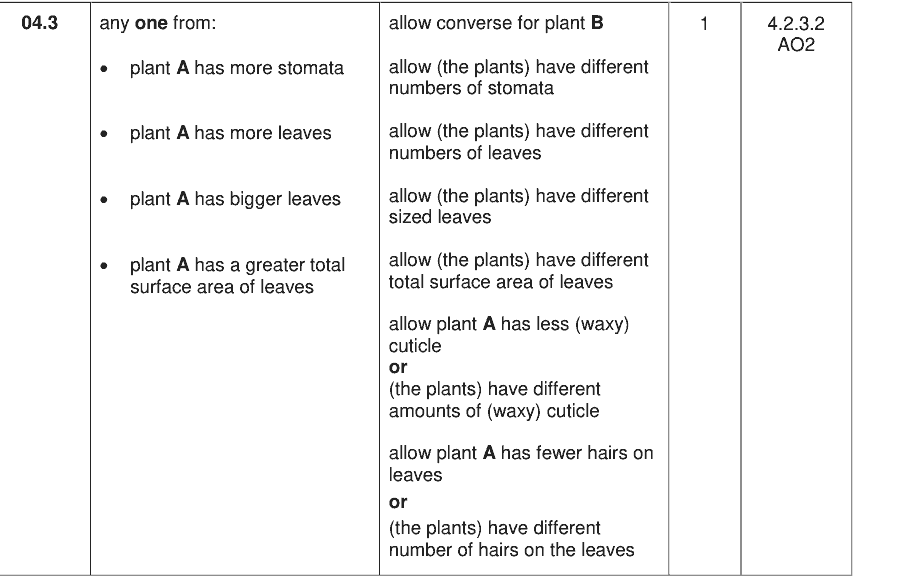 04.3
any one from:
• plant A has more stomata
• plant A has more leaves
• plant A has bigger leaves
• plant A has a greater total
surface area of leaves
allow converse for plant B
allow (the plants) have different
numbers of stomata
allow (the plants) have different
numbers of leaves
allow (the plants) have different
sized leaves
allow (the plants) have different
total surface area of leaves
allow plant A has less (waxy)
cuticle
or
(the plants) have different
amounts of (waxy) cuticle
allow plant A has fewer hairs on
leaves
or
(the plants) have different
number of hairs on the leaves
1
4.2.3.2
AO2